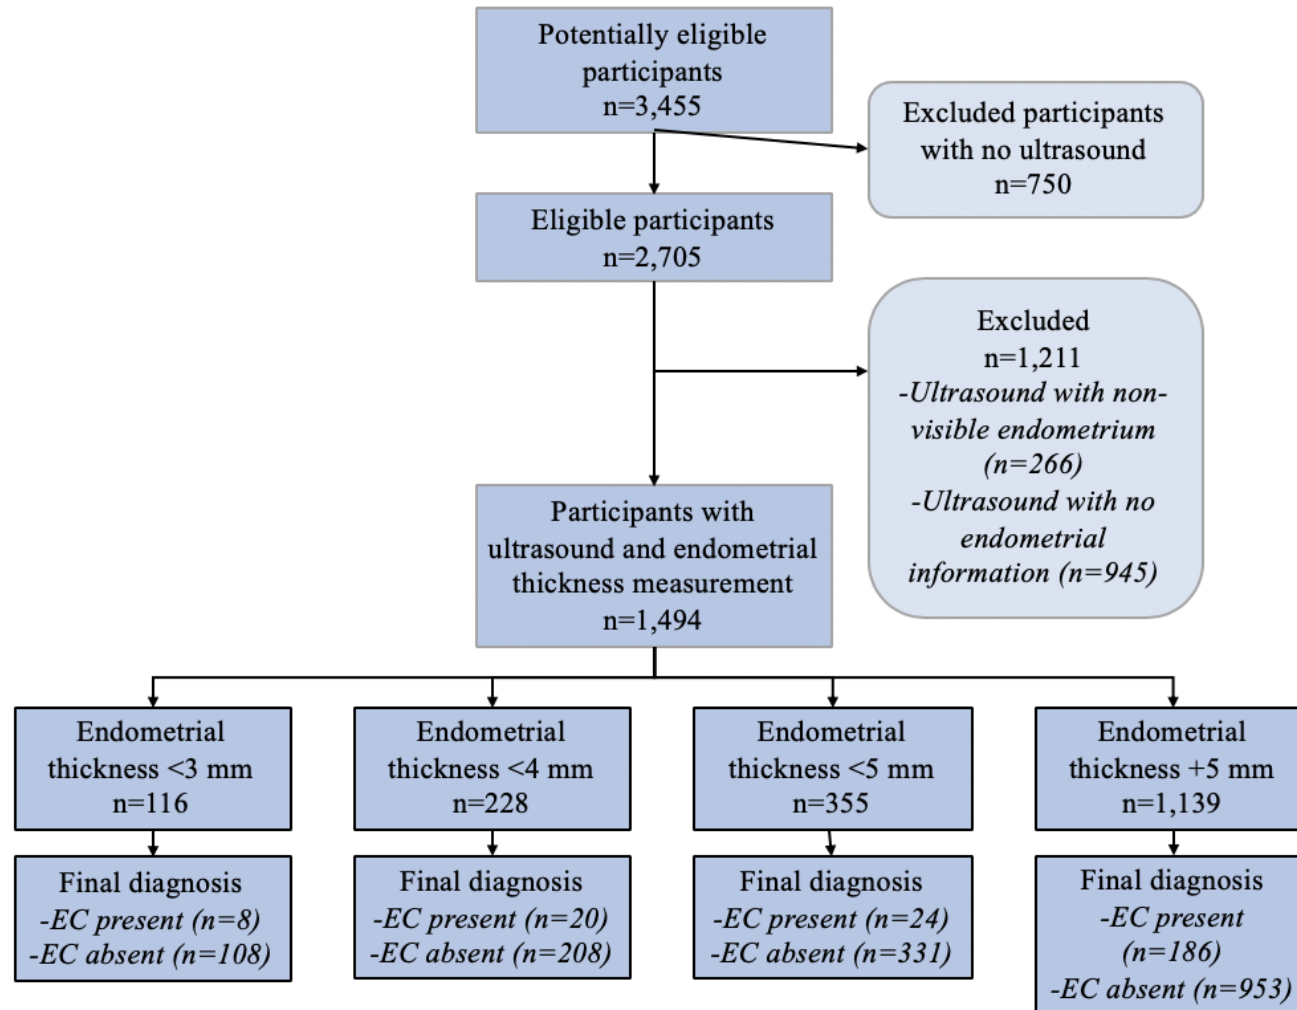 Potentially eligible
participants
n=3,455
Excluded participants
with no ultrasound
n=750
Eligible participants
n=2,705
Excluded
n=1,211
-Ultrasound with non-
visible endometrium
(n=266)
-Ultrasound with no
endometrial
information (n=945)
Participants with
ultrasound and endometrial
thickness measurement
n=1,494
Endometrial
thickness <3 mm
n=116
Endometrial
thickness <4 mm
n=228
Endometrial
thickness <5 mm
n=355
Endometrial
thickness +5 mm
n=1,139
Final diagnosis
-EC present (n=8)
-EC absent (n=108)
Final diagnosis
-EC present (n=20)
-EC absent (n=208)
Final diagnosis
-EC present (n=24)
-EC absent (n=331)
Final diagnosis
-EC present
(n=186)
-EC absent (n=953)